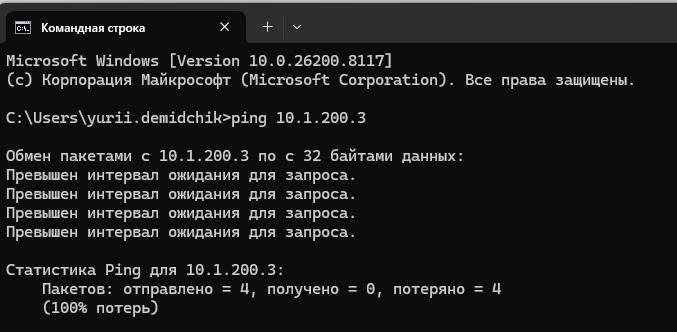 Командная строка
Microsoft Windows [Version 10.0.26200.8117]
(c) Корпорация Майкрософт (Microsoft Corporation). Все права защищены.
C:\Users\yurii.demidchik>ping 10.1.200.3
Обмен пакетами с 10.1.200.3 по с 32 байтами данных:
Превышен интервал ожидания для запроса.
Превышен интервал ожидания для запроса.
Превышен интервал ожидания для запроса.
Превышен интервал ожидания для запроса.
Статистика Ping для 10.1.200.3:
Пакетов: отправлено = 4, получено = 0, потеряно = 4
(100% потерь)